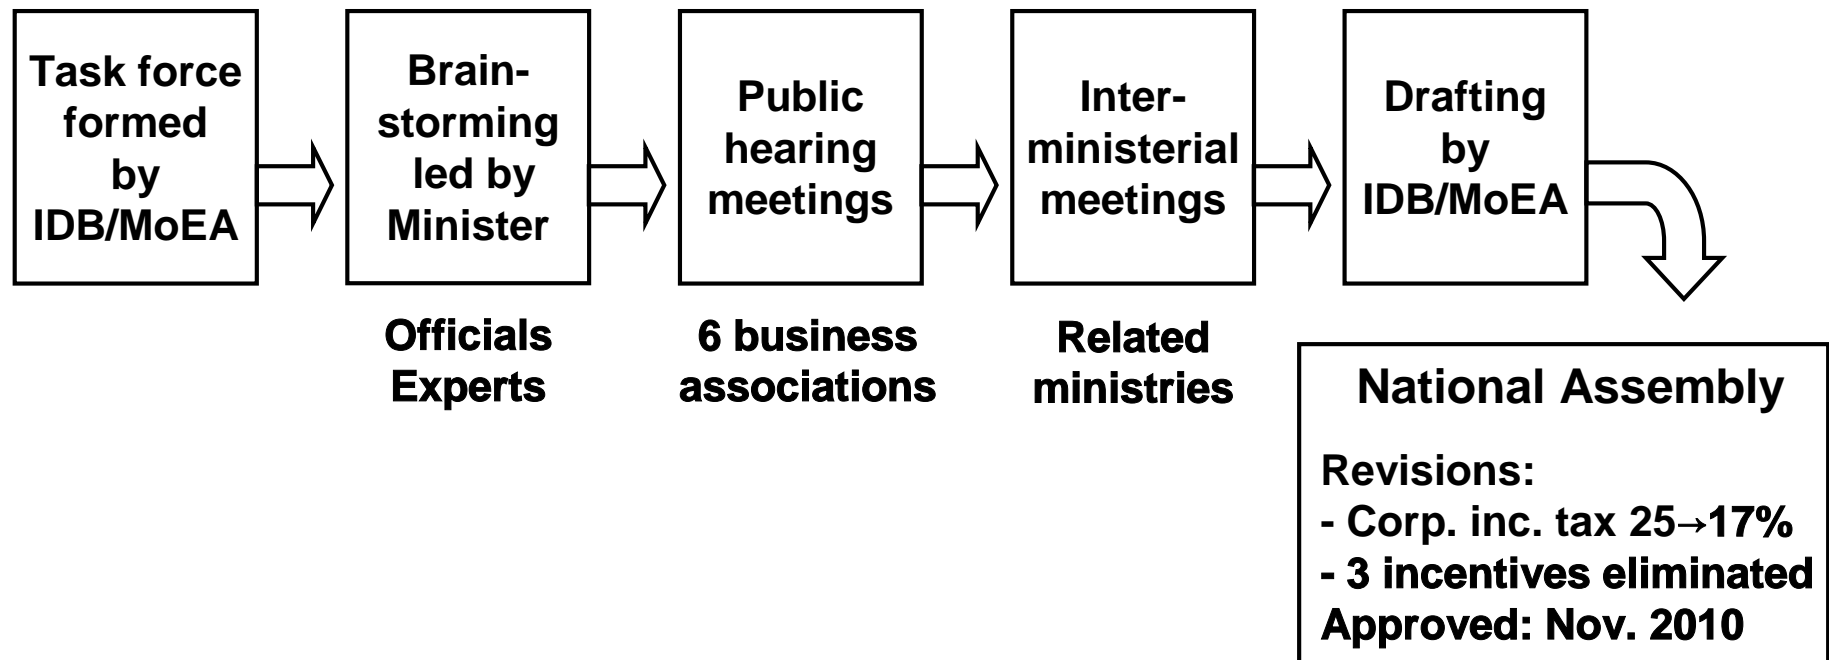 Task force
formed
by
IDB/MoEA
Brain-
storming
led by
Minister
Public
hearing
meetings
Inter-
ministerial
meetings
Drafting
by
IDB/MoEA
Officials
Experts
6 business
associations
Related
ministries
National Assembly
Revisions:
- Corp. inc. tax 25→17%
- 3 incentives eliminated
Approved: Nov. 2010